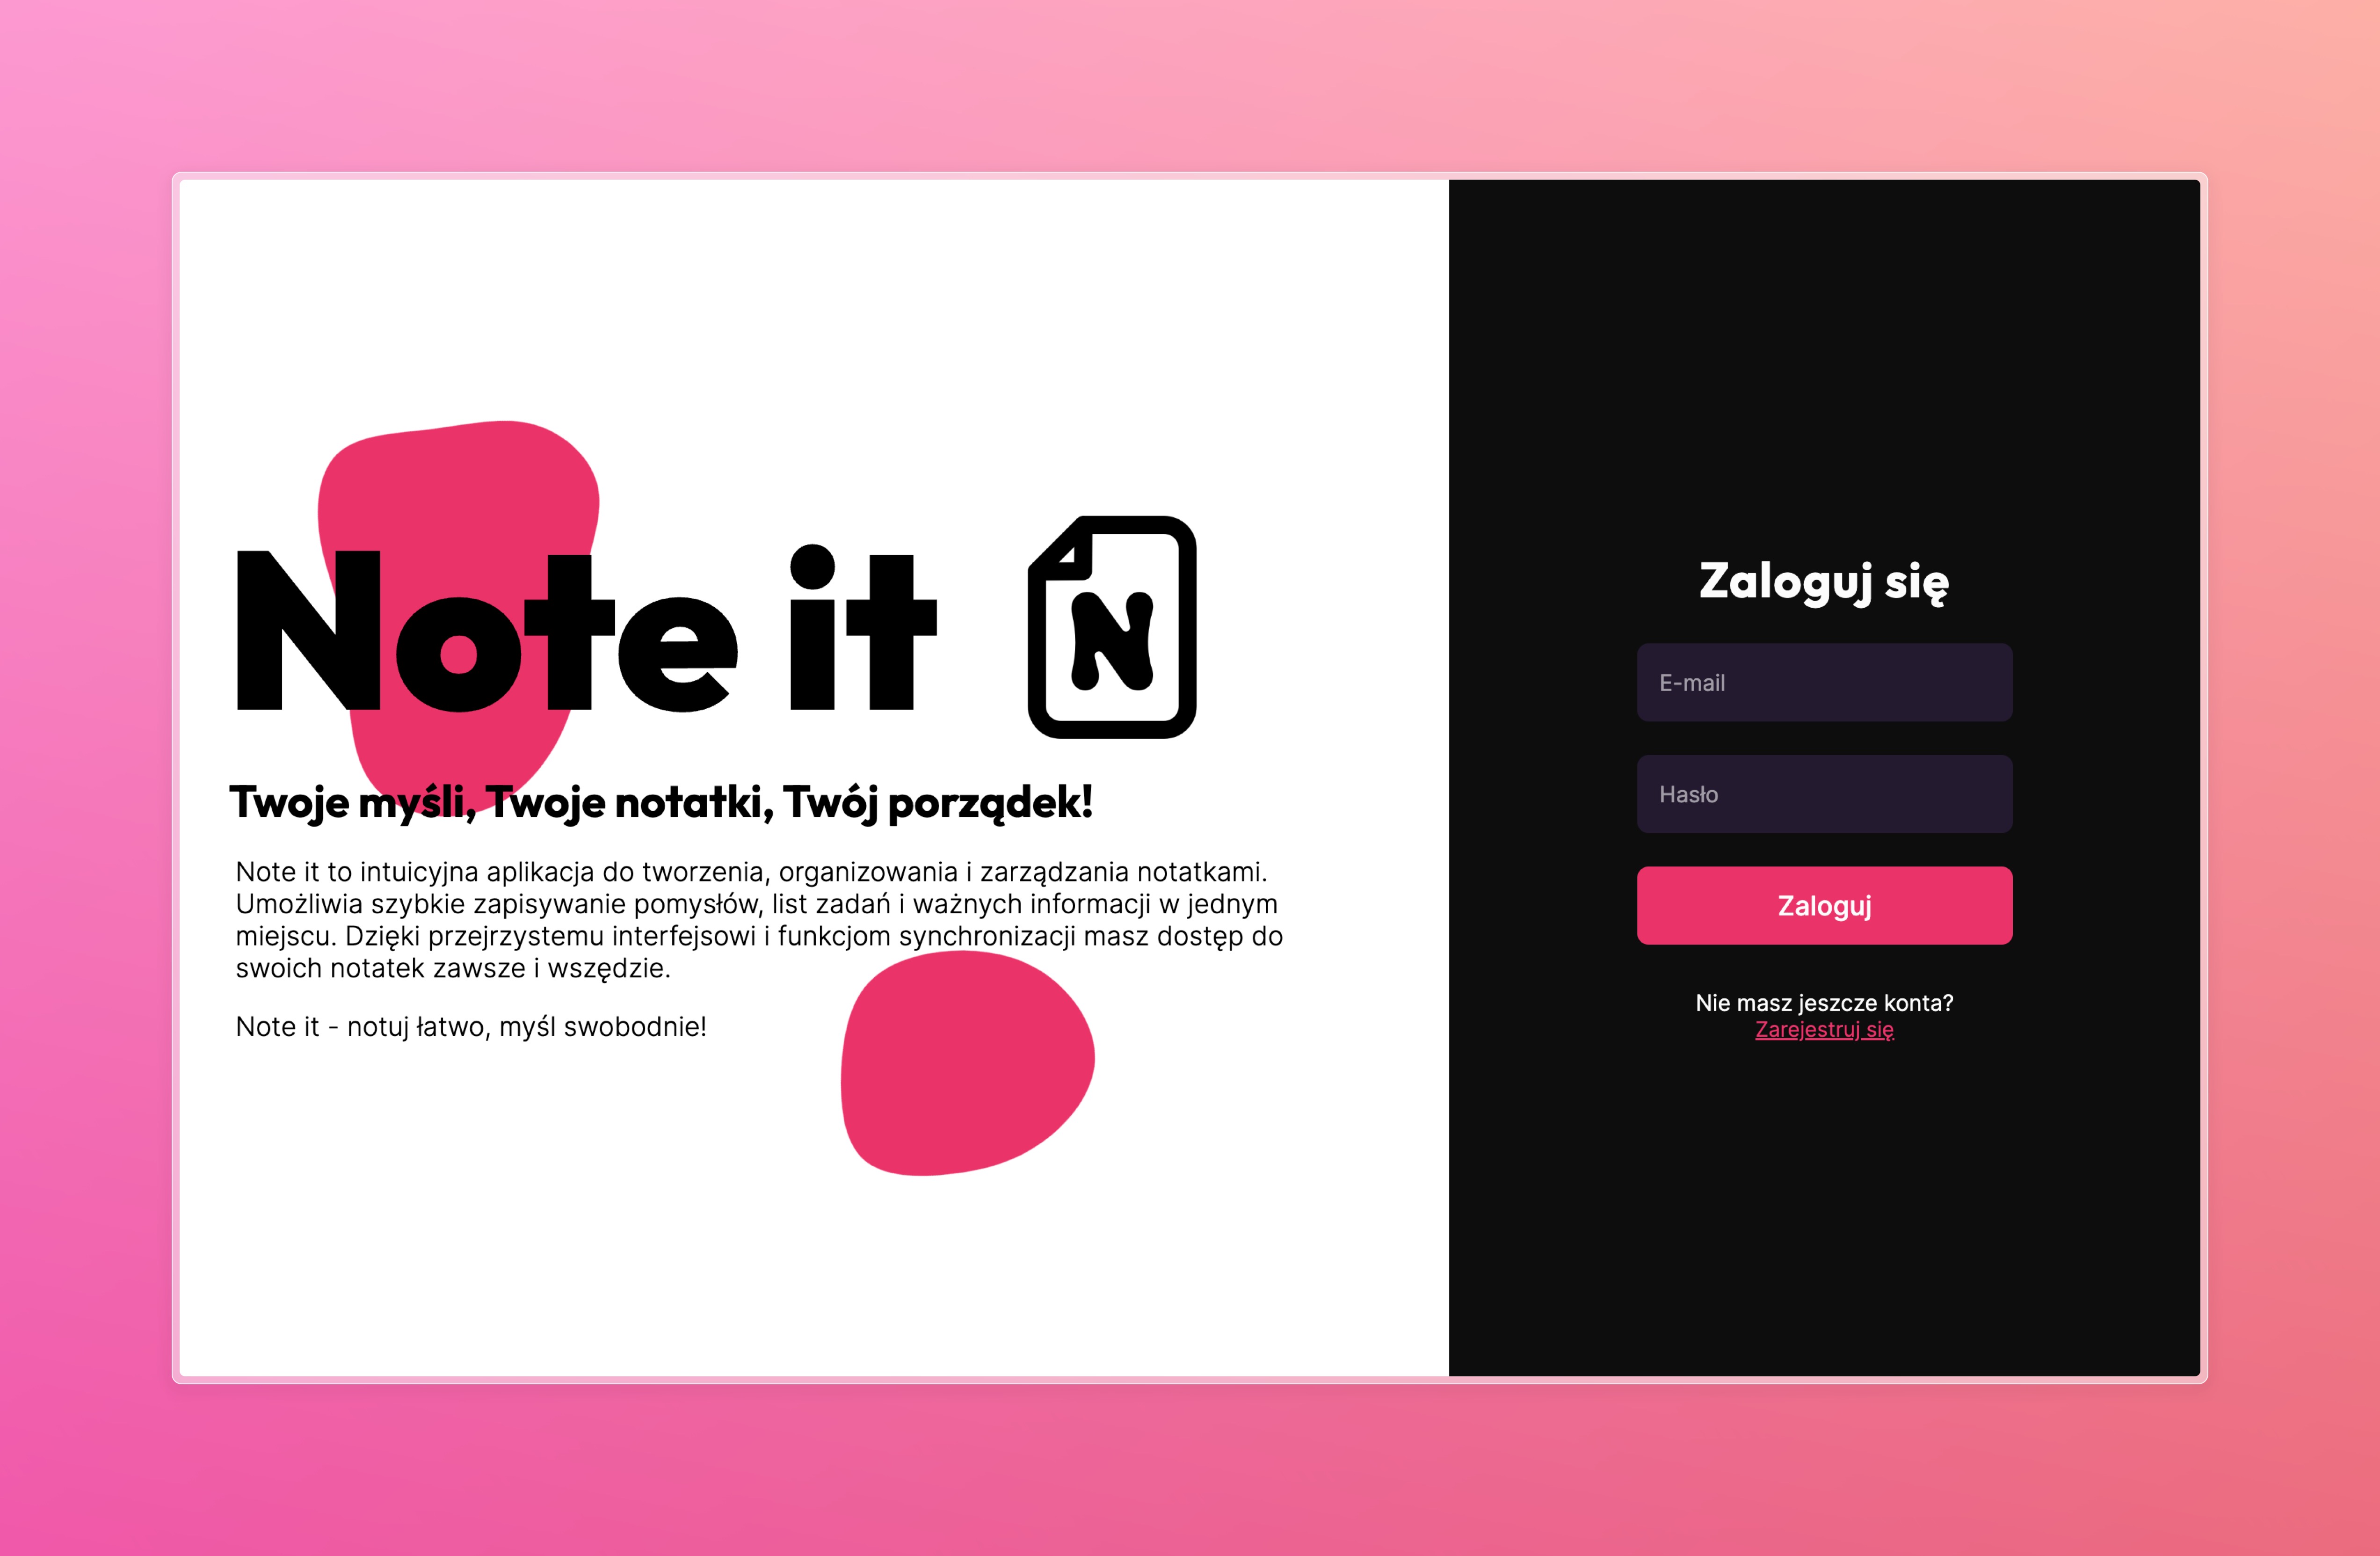 Note it
N
Twoje myśli, Twoje notatki, Twój porządek!
Note it to intuicyjna aplikacja do tworzenia, organizowania i zarządzania notatkami.
Umożliwia szybkie zapisywanie pomysłów, list zadań i ważnych informacji w jednym
miejscu. Dzięki przejrzystemu interfejsowi i funkcjom synchronizacji masz dostęp do
swoich notatek zawsze i wszędzie.
Note it - notuj łatwo, myśl swobodnie!
Zaloguj się
E-mail
Hasło
Zaloguj
Nie masz jeszcze konta?
Zarejestruj się